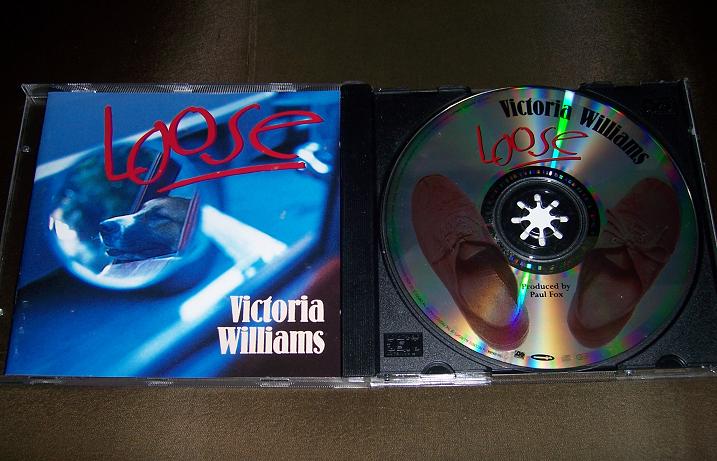 Loose
Victoria
Williams
Victoria Williams
Loose
Produced by
Paul Fox